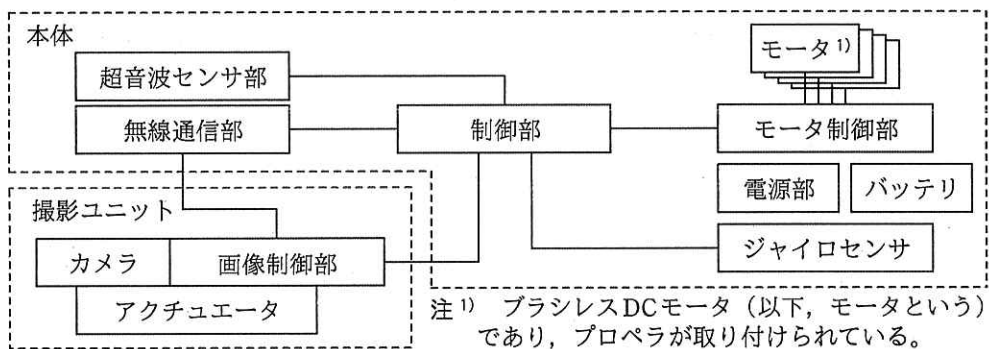 本体
モータ1)
超音波センサ部
無線通信部
制御部
モータ制御部
電源部
バッテリ
撮影ユニット
カメラ
画像制御部
ジャイロセンサ
アクチュエータ
注1) ブラシレスDCモータ（以下，モータという）
であり，プロペラが取り付けられている。